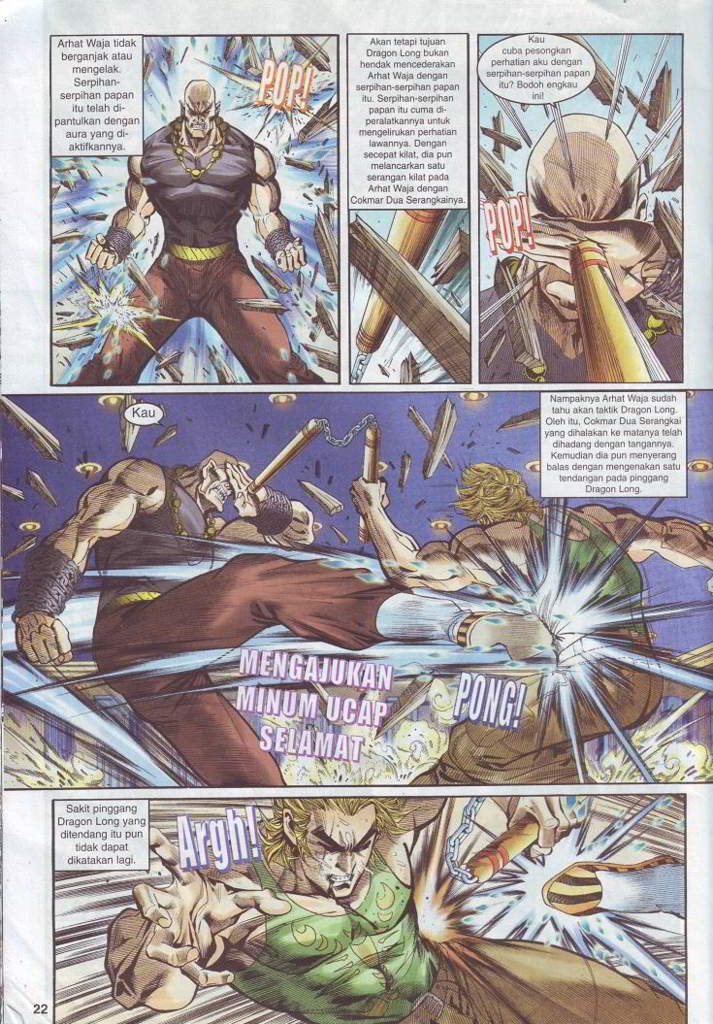 Arhat Waja tidak
berganjak atau
mengelak.
Serpihan-
serpihan papan
itu telah di-
pantulkan dengan
aura yang di-
aktifkannya.
POP!
Akan tetapi tujuan
Dragon Long bukan
hendak mencederakan
Arhat Waja dengan
serpihan-serpihan papan
itu. Serpihan-serpihan
papan itu cuma di-
peralatkannya untuk
mengelirukan perhatian
lawannya. Dengan
secepat kilat, dia pun
melancarkan satu
serangan kilat pada
Arhat Waja dengan
Cokmar Dua Serangkainya.
Kau
cuba pesongkan
perhatian aku dengan
serpihan-serpihan papan
itu? Bodoh engkau
ini!
POP!
Kau
Nampaknya Arhat Waja sudah
tahu akan taktik Dragon Long.
Oleh itu, Cokmar Dua Serangkai
yang dihalakan ke matanya telah
dihadang dengan tangannya.
Kemudian dia pun menyerang
balas dengan mengenakan satu
tendangan pada pinggang
Dragon Long.
MENGAJUKAN
MINUM UCAP
SELAMAT
PONG!
Sakit pinggang
Dragon Long yang
ditendang itu pun
tidak dapat
dikatakan lagi.
Argh!
22